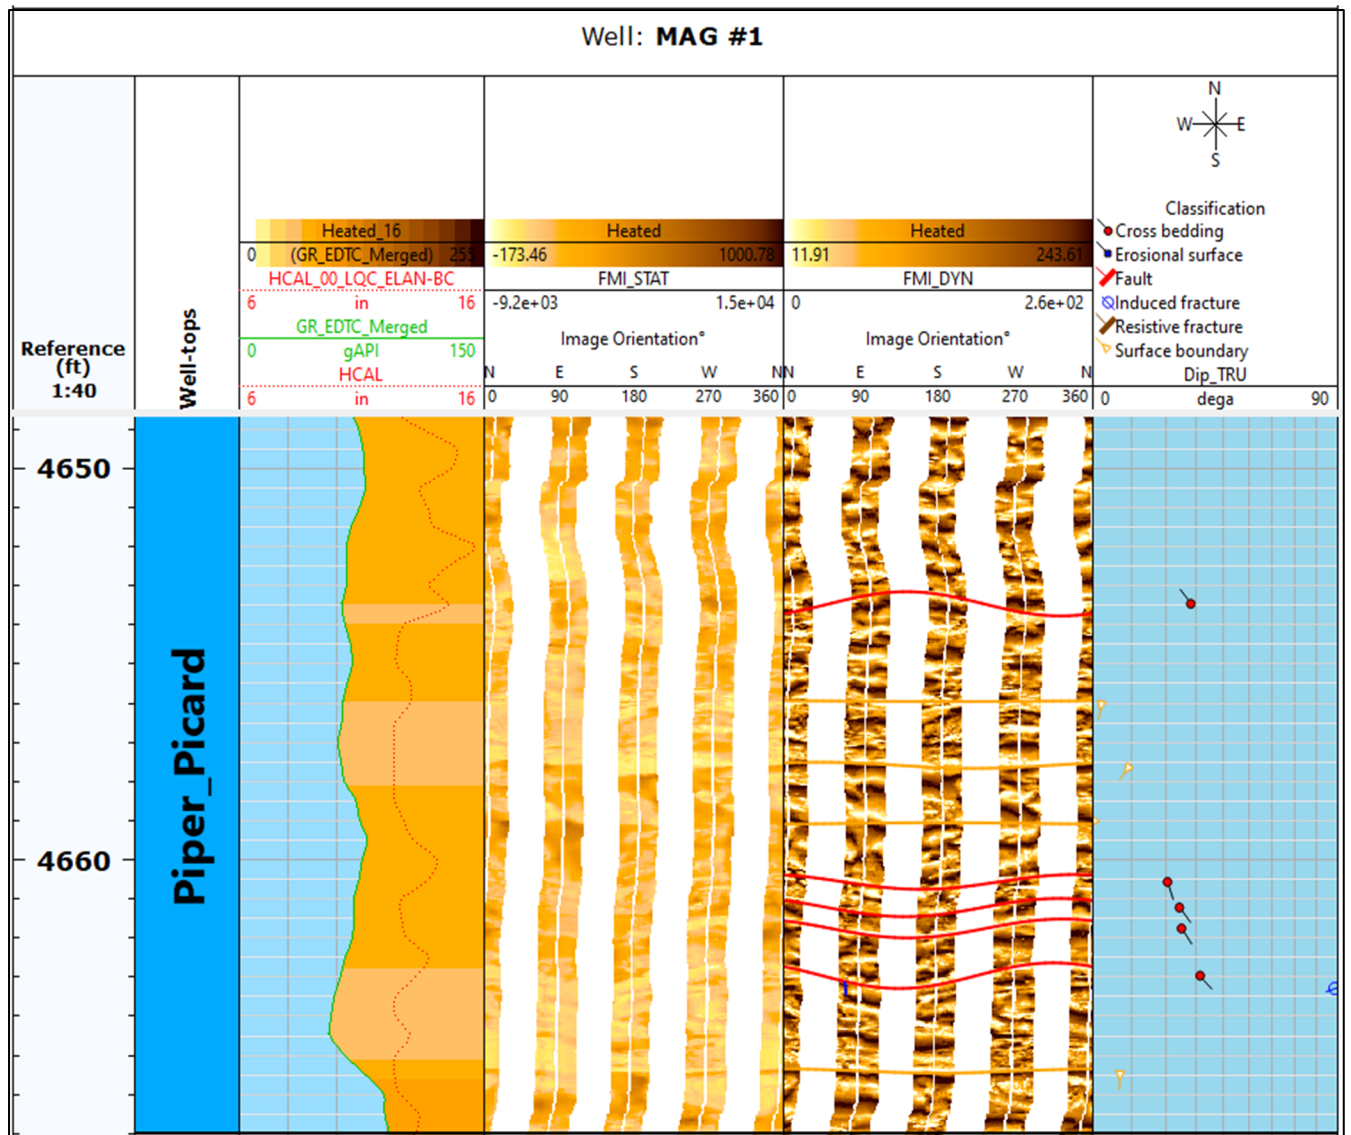 Well: MAG #1
Reference
(ft)
1:40
Well-tops
Heated_16
0 (GR_EDTC_Merged) 255
HCAL_00_LQC_ELAN-BC
6 in 16
GR_EDTC_Merged
0 gAPI 150
HCAL
6 in 16
Heated
-173.46 1000.78
FMI_STAT
-9.2e+03 1.5e+04
Image Orientation°
N E S W N
0 90 180 270 360
Heated
11.91 243.61
FMI_DYN
0 2.6e+02
Image Orientation°
N E S W N
0 90 180 270 360
N
W E
S
Classification
Cross bedding
Erosional surface
Fault
Induced fracture
Resistive fracture
Surface boundary
Dip_TRU
0 dega 90
4650
4660
Piper_Picard